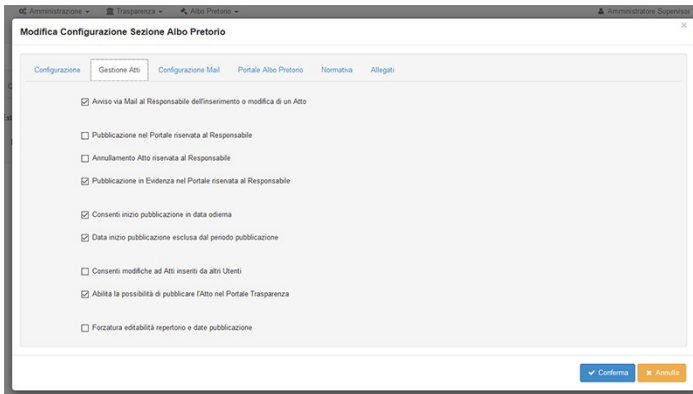 Amministrazione Trasparenza Albo Pretorio Amministratore Supervisor
Modifica Configurazione Sezione Albo Pretorio ×
Configurazione Gestione Atti Configurazione Mail Portale Albo Pretorio Normativa Allegati
Avviso via Mail al Responsabile dell'inserimento o modifica di un Atto
Pubblicazione nel Portale riservata al Responsabile
Annullamento Atto riservata al Responsabile
Pubblicazione in Evidenza nel Portale riservata al Responsabile
Consenti inizio pubblicazione in data odierna
Data inizio pubblicazione esclusa dal periodo pubblicazione
Consenti modifiche ad Atti inseriti da altri Utenti
Abilita la possibilità di pubblicare l'Atto nel Portale Trasparenza
Forzatura editabilità repertorio e date pubblicazione
Conferma Annulla